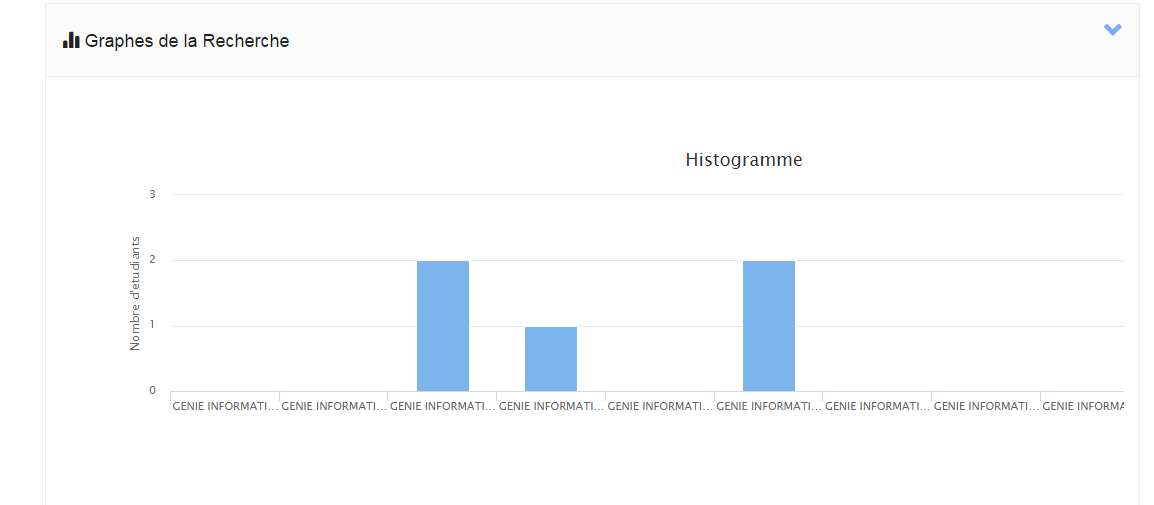 Graphes de la Recherche
Histogramme
Nombre d'etudiants
3
2
1
0
GENIE INFORMATI... GENIE INFORMATI... GENIE INFORMATI... GENIE INFORMATI... GENIE INFORMATI... GENIE INFORMATI... GENIE INFORMATI... GENIE INFORMATI... GENIE INFORMA